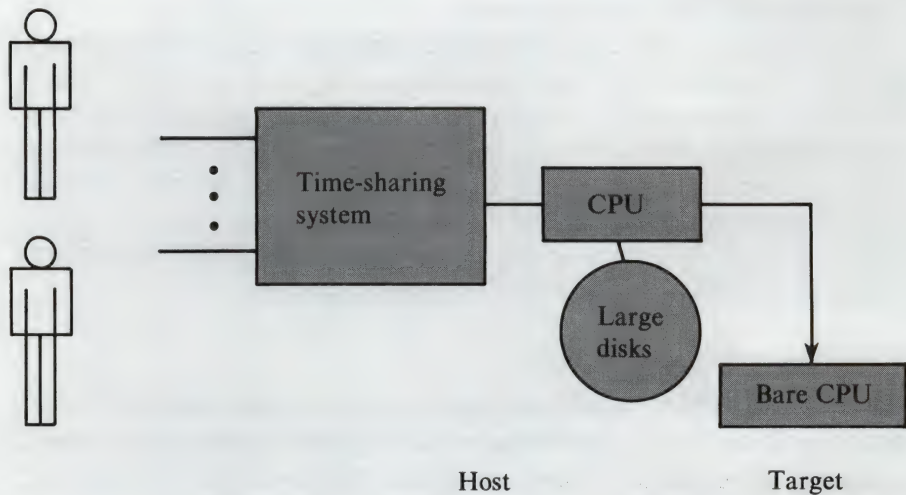 Time-sharing
system
CPU
Large
disks
Bare CPU
Host
Target